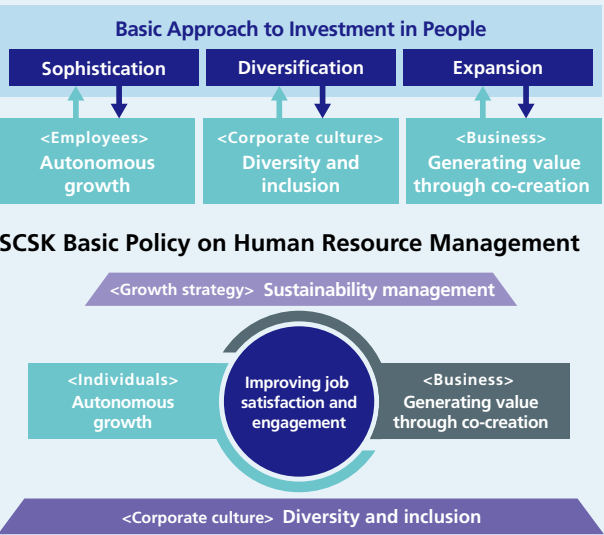 Basic Approach to Investment in People
Sophistication
Diversification
Expansion
<Employees>
Autonomous
growth
<Corporate culture>
Diversity and
inclusion
<Business>
Generating value
through co-creation
SCSK Basic Policy on Human Resource Management
<Growth strategy> Sustainability management
<Individuals>
Autonomous
growth
Improving job
satisfaction and
engagement
<Business>
Generating value
through co-creation
<Corporate culture> Diversity and inclusion